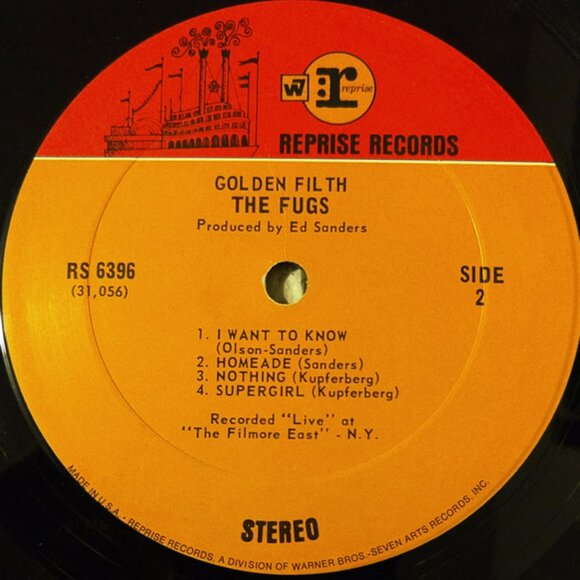 W7 r reprise
REPRISE RECORDS
GOLDEN FILTH
THE FUGS
Produced by Ed Sanders
RS 6396
(31,056)
SIDE
2
1. I WANT TO KNOW
(Olson-Sanders)
2. HOMEADE (Sanders)
3. NOTHING (Kupferberg)
4. SUPERGIRL (Kupferberg)
Recorded "Live" at
"The Filmore East" - N.Y.
STEREO
MADE IN U.S.A. • REPRISE RECORDS, A DIVISION OF WARNER BROS.-SEVEN ARTS RECORDS, INC.